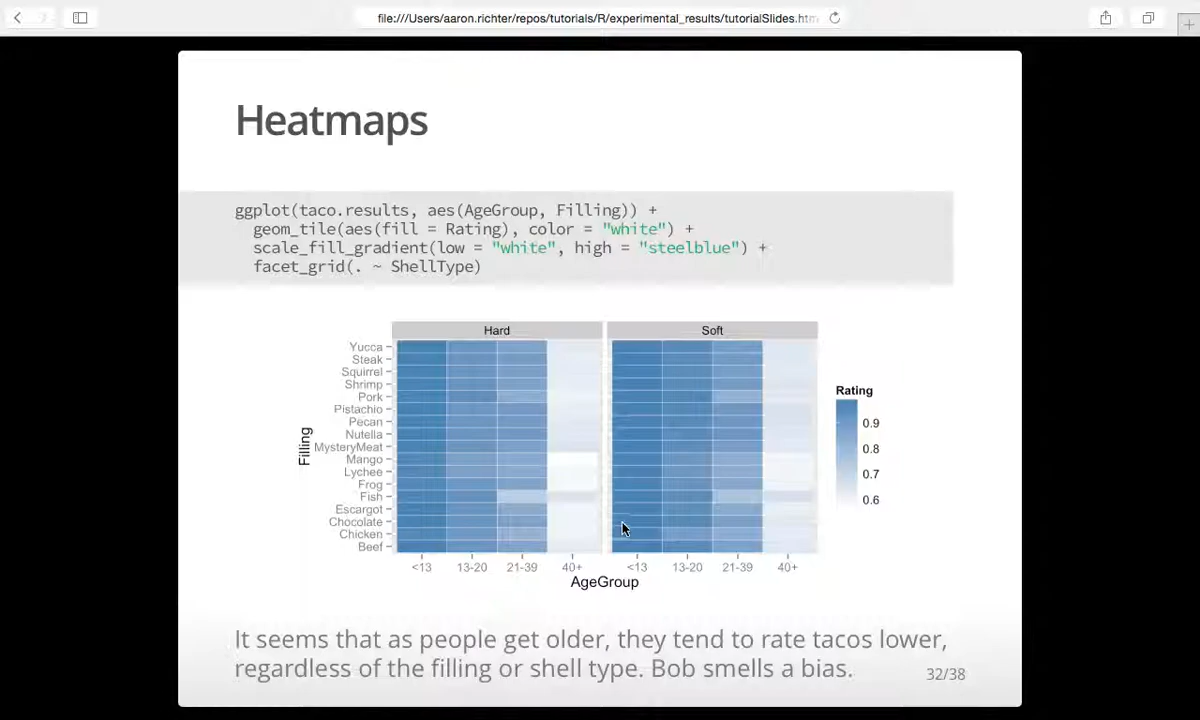 file:///Users/aaron.richter/repos/tutorials/R/experimental_results/tutorialSlides.htm
Heatmaps
ggplot(taco.results, aes(AgeGroup, Filling)) +
geom_tile(aes(fill = Rating), color = "white") +
scale_fill_gradient(low = "white", high = "steelblue") +
facet_grid(. ~ ShellType)
Hard
Soft
Filling
Yucca
Steak
Squirrel
Shrimp
Pork
Pistachio
Pecan
Nutella
MysteryMeat
Mango
Lychee
Frog
Fish
Escargot
Chocolate
Chicken
Beef
<13 13-20 21-39 40+
<13 13-20 21-39 40+
AgeGroup
Rating
0.9
0.8
0.7
0.6
It seems that as people get older, they tend to rate tacos lower,
regardless of the filling or shell type. Bob smells a bias.
32/38